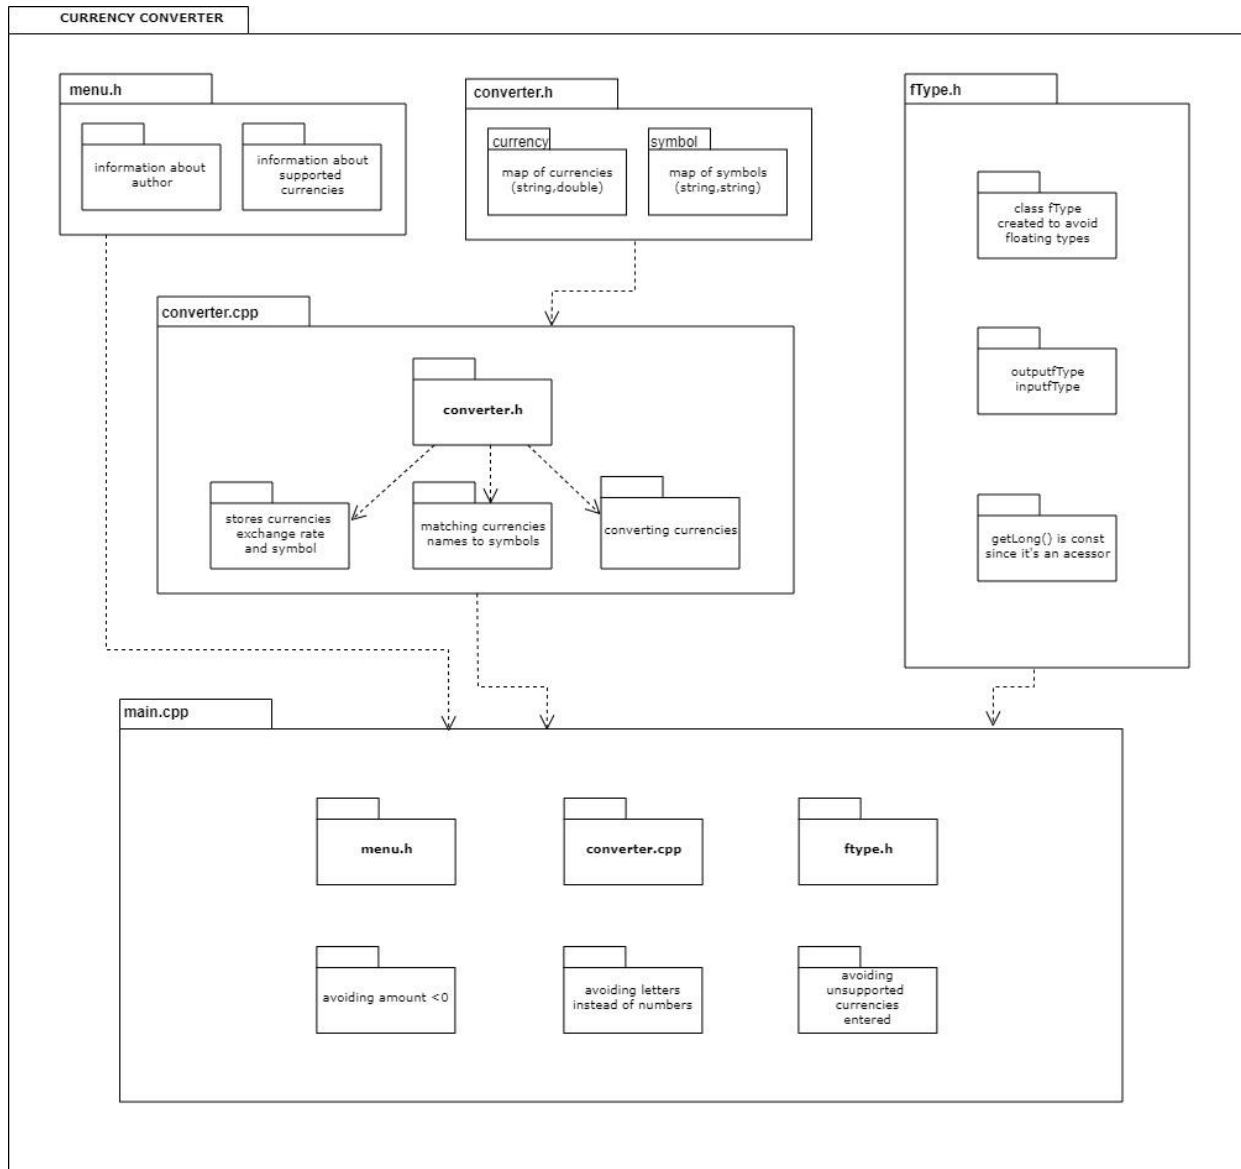 CURRENCY CONVERTER
menu.h
information about
author
information about
supported
currencies
converter.h
currency
map of currencies
(string,double)
symbol
map of symbols
(string,string)
fType.h
class fType
created to avoid
floating types
outputfType
inputfType
getLong() is const
since it's an acessor
converter.cpp
converter.h
stores currencies
exchange rate
and symbol
matching currencies
names to symbols
converting currencies
main.cpp
menu.h
converter.cpp
ftype.h
avoiding amount <0
avoiding letters
instead of numbers
avoiding
unsupported
currencies
entered